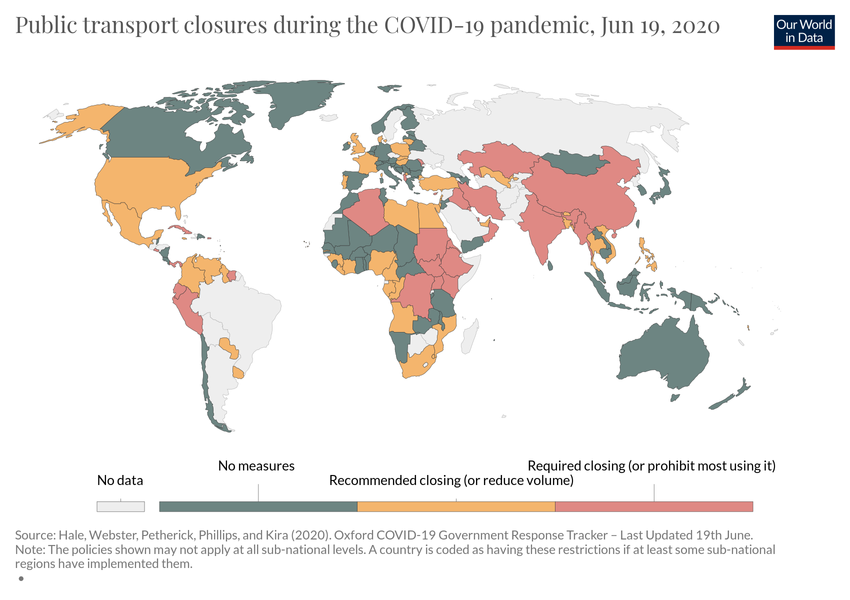 Public transport closures during the COVID-19 pandemic, Jun 19, 2020
Our World
in Data
No data
No measures
Recommended closing (or reduce volume)
Required closing (or prohibit most using it)
Source: Hale, Webster, Petherick, Phillips, and Kira (2020). Oxford COVID-19 Government Response Tracker – Last Updated 19th June.
Note: The policies shown may not apply at all sub-national levels. A country is coded as having these restrictions if at least some sub-national
regions have implemented them.